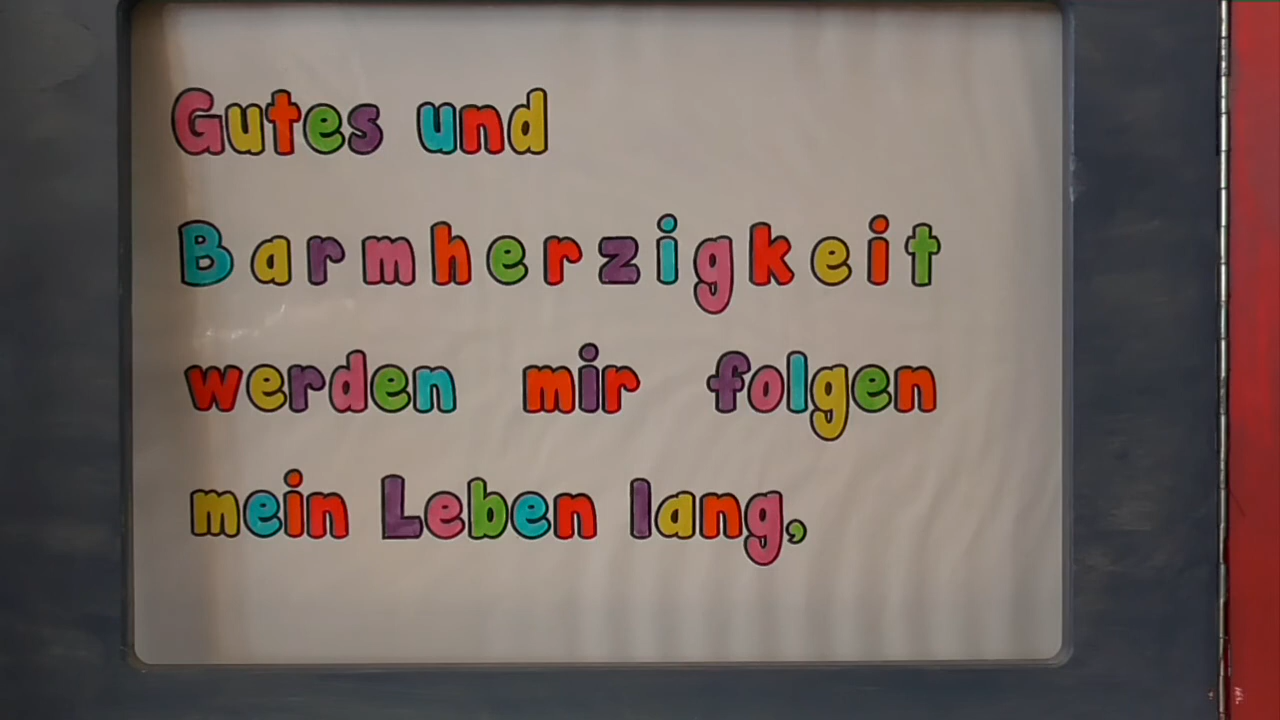 Gutes und
Barmherzigkeit
werden mir folgen
mein Leben lang,